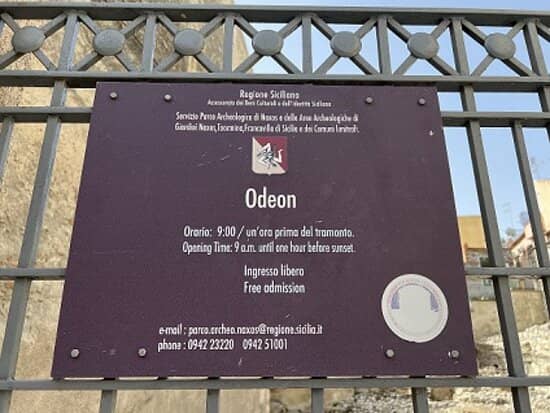 Regione Siciliana
Assessorato dei Beni Culturali e dell'Identità Siciliana
Servizio Parco Archeologico di Naxos e delle Aree Archeologiche di
Giardini Naxos, Taormina, Francavilla di Sicilia e dei Comuni limitrofi.
Odeon
Orario: 9:00 / un'ora prima del tramonto.
Opening Time: 9 a.m. until one hour before sunset.
Ingresso libero
Free admission
e-mail : parco.archeo.naxos@regione.sicilia.it
phone : 0942 23220 0942 51001